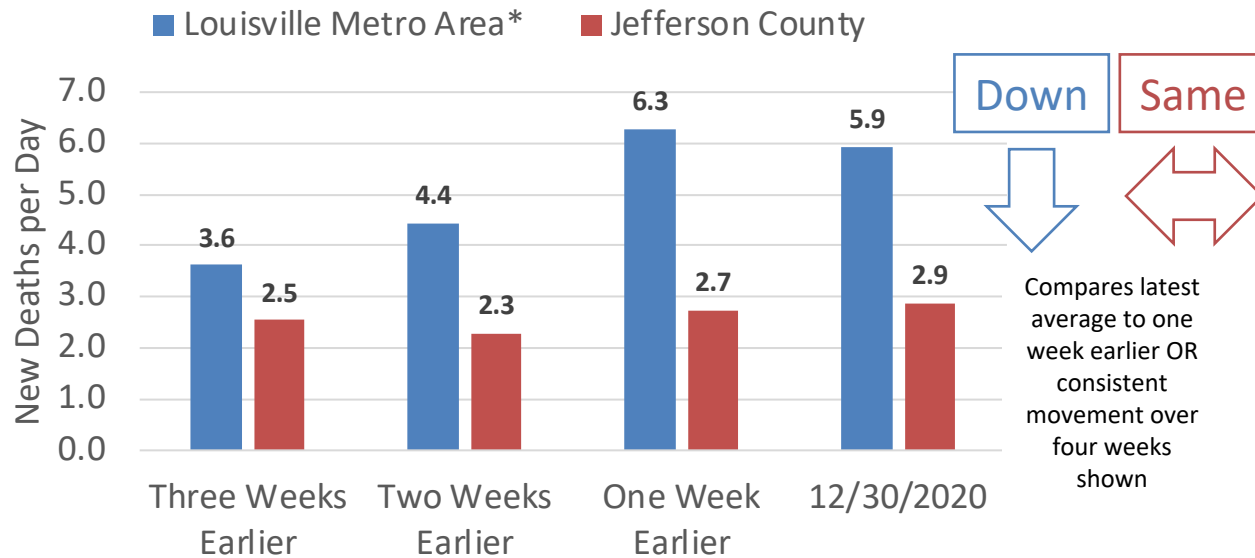 Louisville Metro Area* Jefferson County
Down Same
New Deaths per Day
7.0
6.0
5.0
4.0
3.0
2.0
1.0
0.0
3.6
2.5
4.4
2.3
6.3
2.7
5.9
2.9
Three Weeks
Earlier
Two Weeks
Earlier
One Week
Earlier
12/30/2020
Compares latest
average to one
week earlier OR
consistent
movement over
four weeks
shown